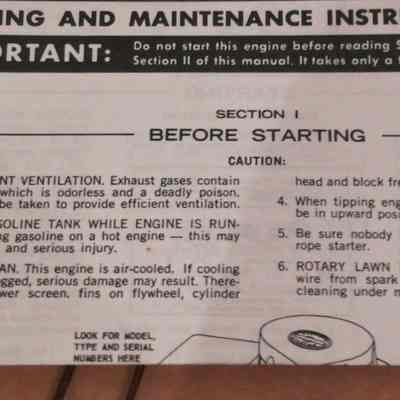 ING AND MAINTENANCE INSTR
ORTANT: Do not start this engine before reading S
Section II of this manual. It takes only a f
SECTION I
BEFORE STARTING
CAUTION:
NT VENTILATION. Exhaust gases contain
which is odorless and a deadly poison.
be taken to provide efficient ventilation.
ASOLINE TANK WHILE ENGINE IS RUN-
ng gasoline on a hot engine — this may
and serious injury.
AN. This engine is air-cooled. If cooling
gged, serious damage may result. There-
wer screen, fins on flywheel, cylinder
head and block fre
4. When tipping eng
be in upward posi
5. Be sure nobody
rope starter.
6. ROTARY LAWN
wire from spark
cleaning under m
LOOK FOR MODEL,
TYPE AND SERIAL
NUMBERS HERE